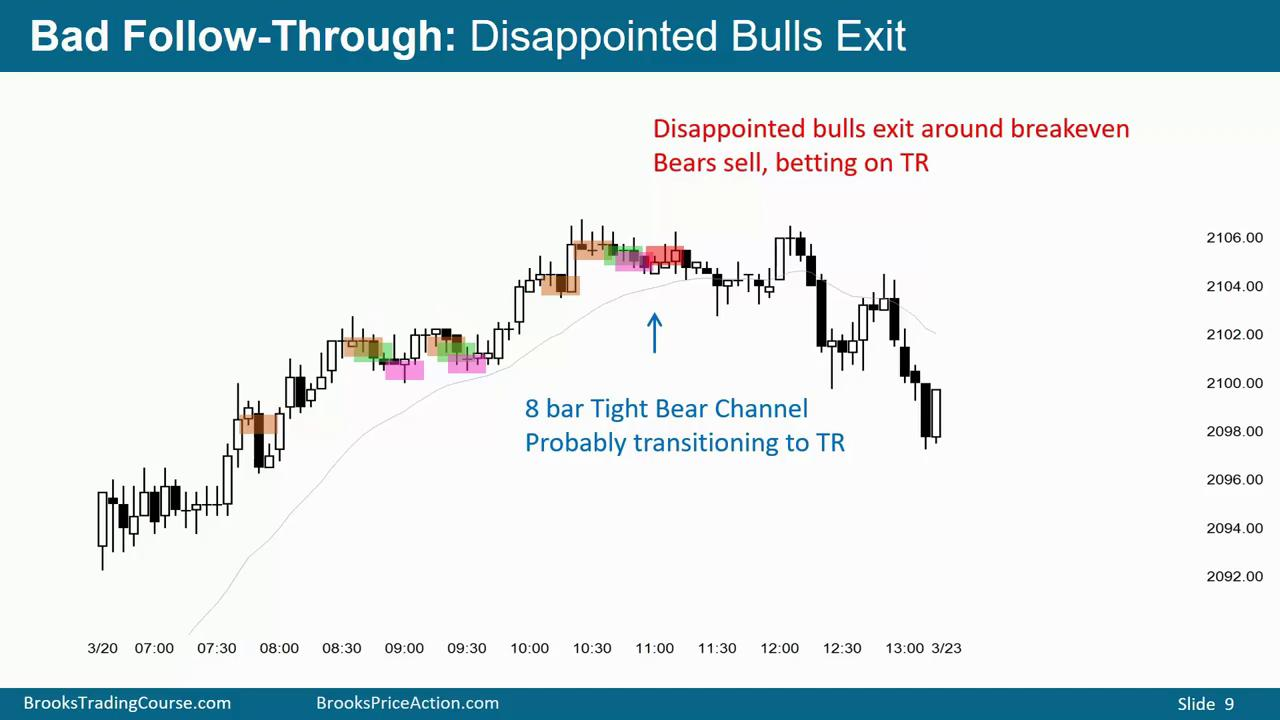 Bad Follow-Through: Disappointed Bulls Exit
Disappointed bulls exit around breakeven
Bears sell, betting on TR
2106.00
2104.00
2102.00
2100.00
2098.00
2096.00
2094.00
2092.00
8 bar Tight Bear Channel
Probably transitioning to TR
3/20 07:00 07:30 08:00 08:30 09:00 09:30 10:00 10:30 11:00 11:30 12:00 12:30 13:00 3/23
BrooksTradingCourse.com BrooksPriceAction.com Slide 9